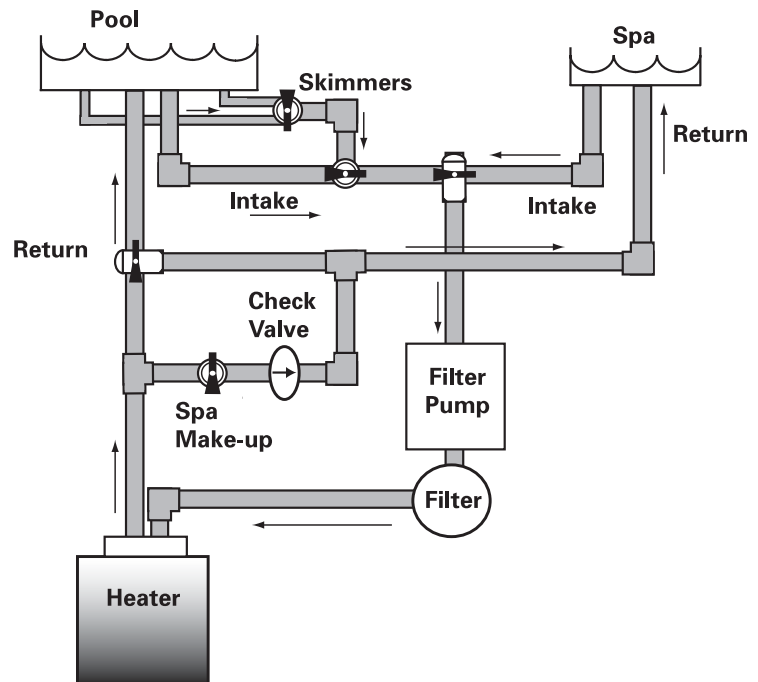 Pool
Spa
Skimmers
Return
Intake
Intake
Return
Check
Valve
Filter
Pump
Spa
Make-up
Filter
Heater